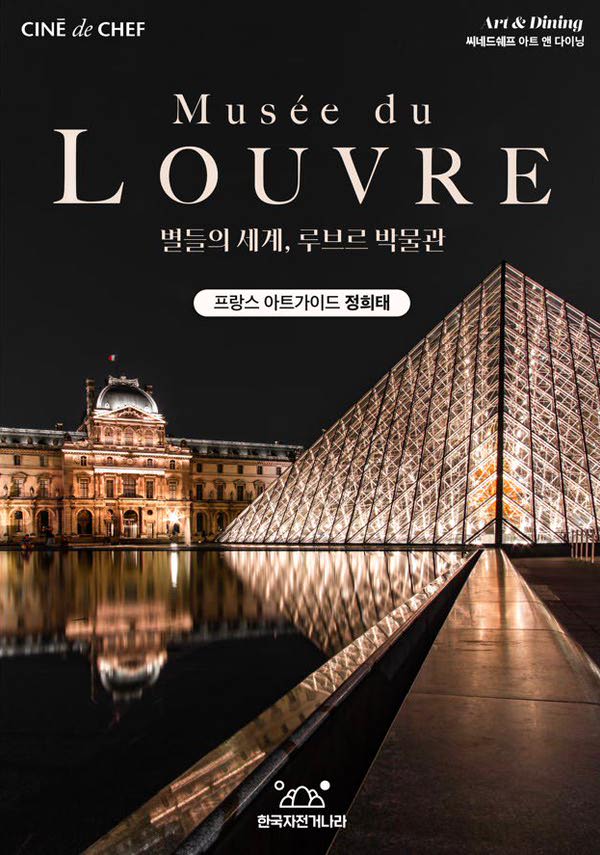 CINĒ de CHEF
Art & Dining
씨네드쉐프 아트 앤 다이닝
Musée du
LOUVRE
별들의 세계, 루브르 박물관
프랑스 아트가이드 정희태
한국자전거나라